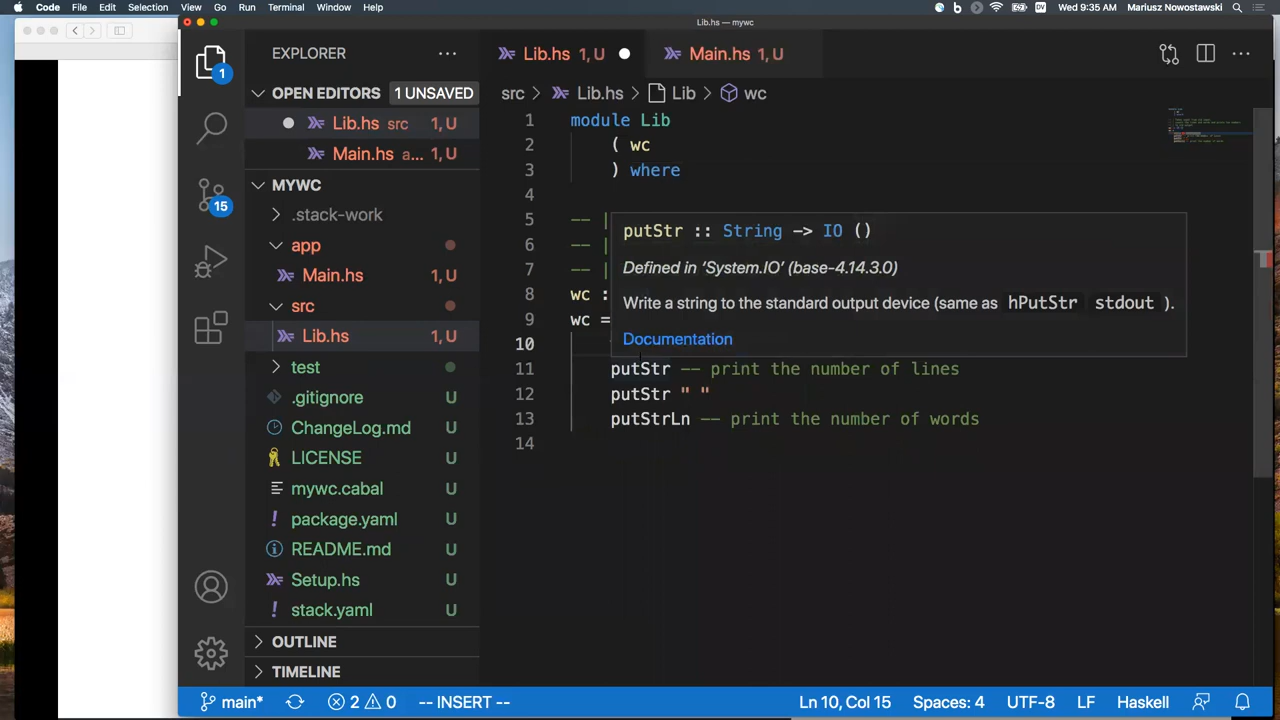 Code File Edit Selection View Go Run Terminal Window Help
Wed 9:35 AM Mariusz Nowostawski
Lib.hs — mywc
EXPLORER
Lib.hs 1, U
Main.hs 1, U
OPEN EDITORS 1 UNSAVED
src > Lib.hs > Lib > wc
Lib.hs src 1, U
Main.hs a... 1, U
MYWC
.stack-work
app
Main.hs 1, U
src
Lib.hs 1, U
test
.gitignore U
ChangeLog.md U
LICENSE U
mywc.cabal U
package.yaml U
README.md U
Setup.hs U
stack.yaml U
OUTLINE
TIMELINE
1
15
1 module Lib
2 ( wc
3 ) where
4
5 -- |
6 -- |
7 -- |
8 wc :
9 wc =
10
11 putStr -- print the number of lines
12 putStr " "
13 putStrLn -- print the number of words
14
putStr :: String -> IO ()
Defined in ‘System.IO’ (base-4.14.3.0)
Write a string to the standard output device (same as hPutStr stdout ).
Documentation
main* 2 0 -- INSERT -- Ln 10, Col 15 Spaces: 4 UTF-8 LF Haskell